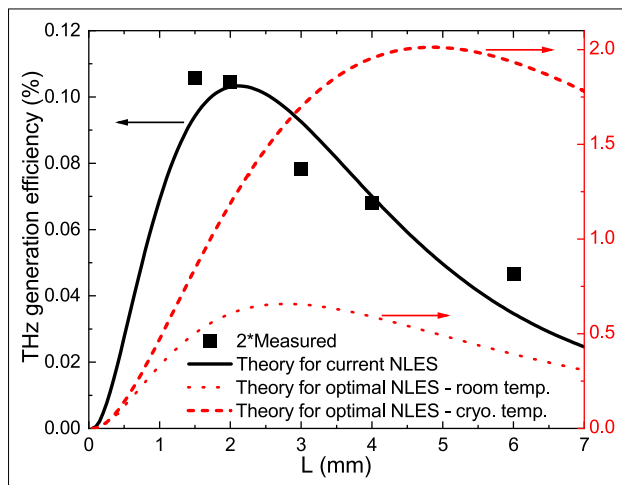 0.12
0.10
0.08
0.06
0.04
0.02
0.00
THz generation efficiency (%)
2.0
1.5
1.0
0.5
0.0
2*Measured
Theory for current NLES
Theory for optimal NLES - room temp.
Theory for optimal NLES - cryo. temp.
0 1 2 3 4 5 6 7
L (mm)